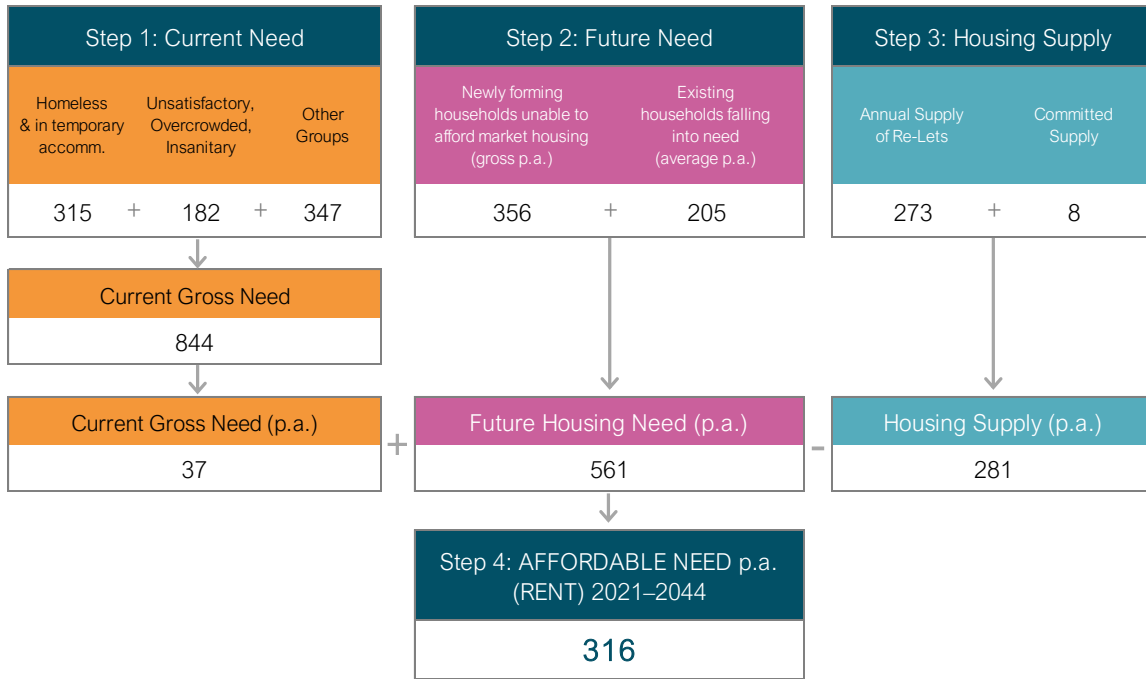 Step 1: Current Need
Homeless
& in temporary
accomm.
Unsatisfactory,
Overcrowded,
Insanitary
Other
Groups
315 + 182 + 347
Current Gross Need
844
Current Gross Need (p.a.)
37
+
Step 2: Future Need
Newly forming
households unable to
afford market housing
(gross p.a.)
Existing
households falling
into need
(average p.a.)
356 + 205
Future Housing Need (p.a.)
561
-
Step 3: Housing Supply
Annual Supply
of Re-Lets
Committed
Supply
273 + 8
Housing Supply (p.a.)
281
Step 4: AFFORDABLE NEED p.a.
(RENT) 2021–2044
316